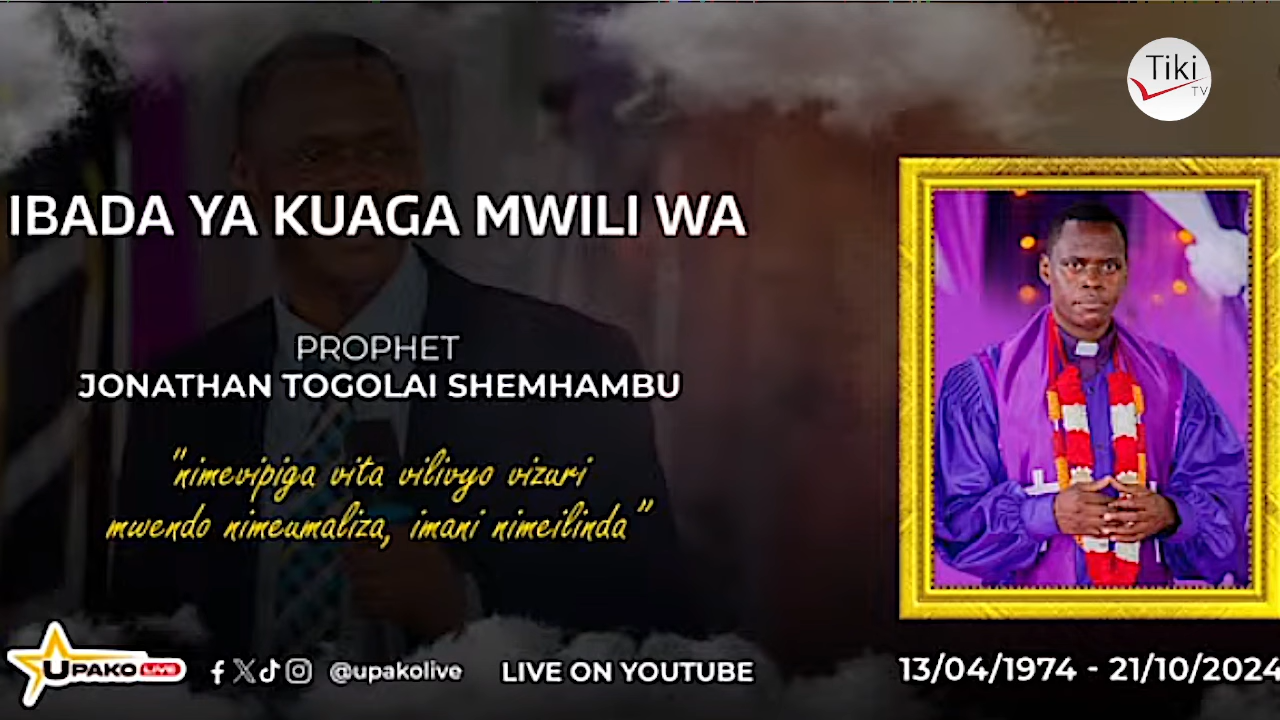 Tiki
TV
IBADA YA KUAGA MWILI WA
PROPHET
JONATHAN TOGOLAI SHEMHAMBU
"nimevipiga vita vilivyo vizuri
mwendo nimeumaliza, imani nimeilinda"
UPAKO LIVE
@upakolive
LIVE ON YOUTUBE
13/04/1974 - 21/10/2024